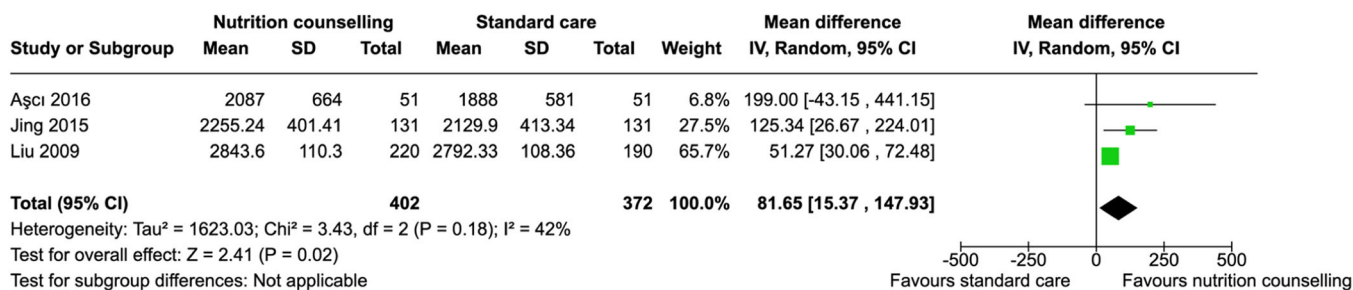 Nutrition counselling Standard care Mean difference Mean difference
Study or Subgroup Mean SD Total Mean SD Total Weight IV, Random, 95% CI IV, Random, 95% CI
Aşcı 2016 2087 664 51 1888 581 51 6.8% 199.00 [-43.15 , 441.15]
Jing 2015 2255.24 401.41 131 2129.9 413.34 131 27.5% 125.34 [26.67 , 224.01]
Liu 2009 2843.6 110.3 220 2792.33 108.36 190 65.7% 51.27 [30.06 , 72.48]
Total (95% CI) 402 372 100.0% 81.65 [15.37 , 147.93]
Heterogeneity: Tau² = 1623.03; Chi² = 3.43, df = 2 (P = 0.18); I² = 42%
Test for overall effect: Z = 2.41 (P = 0.02)
-500 -250 0 250 500
Test for subgroup differences: Not applicable Favours standard care Favours nutrition counselling